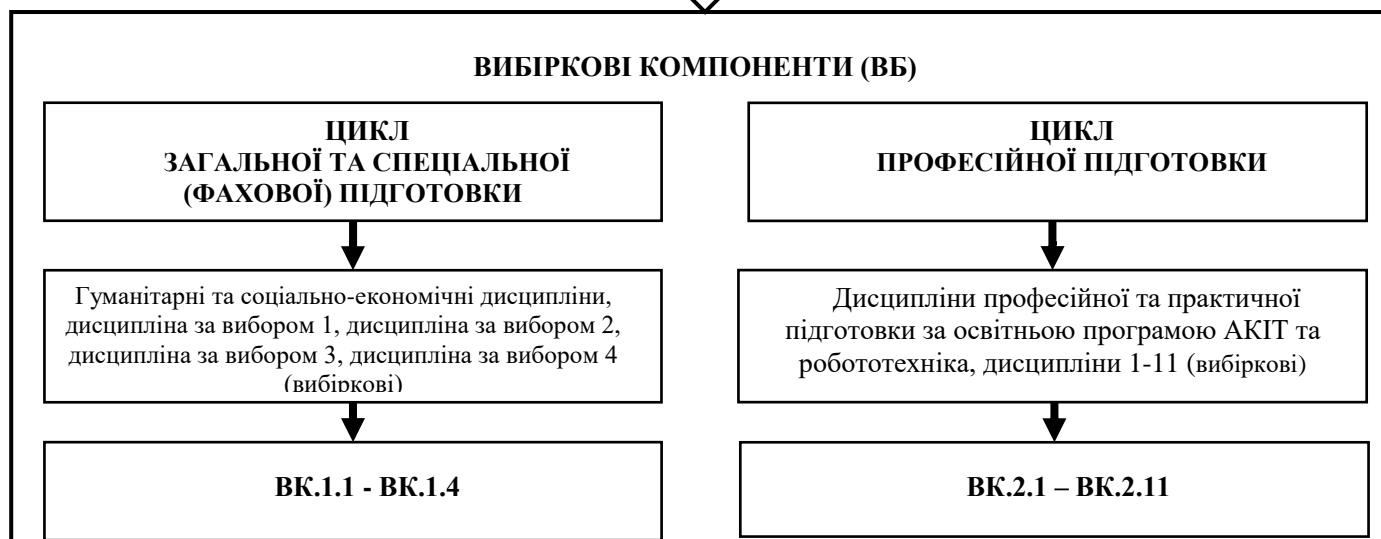 ВИБІРКОВІ КОМПОНЕНТИ (ВБ)
ЦИКЛ
ЗАГАЛЬНОЇ ТА СПЕЦІАЛЬНОЇ
(ФАХОВОЇ) ПІДГОТОВКИ
Гуманітарні та соціально-економічні дисципліни,
дисципліна за вибором 1, дисципліна за вибором 2,
дисципліна за вибором 3, дисципліна за вибором 4
(вибіркові)
ВК.1.1 - ВК.1.4
ЦИКЛ
ПРОФЕСІЙНОЇ ПІДГОТОВКИ
Дисципліни професійної та практичної
підготовки за освітньою програмою АКІТ та
робототехніка, дисципліни 1-11 (вибіркові)
ВК.2.1 – ВК.2.11